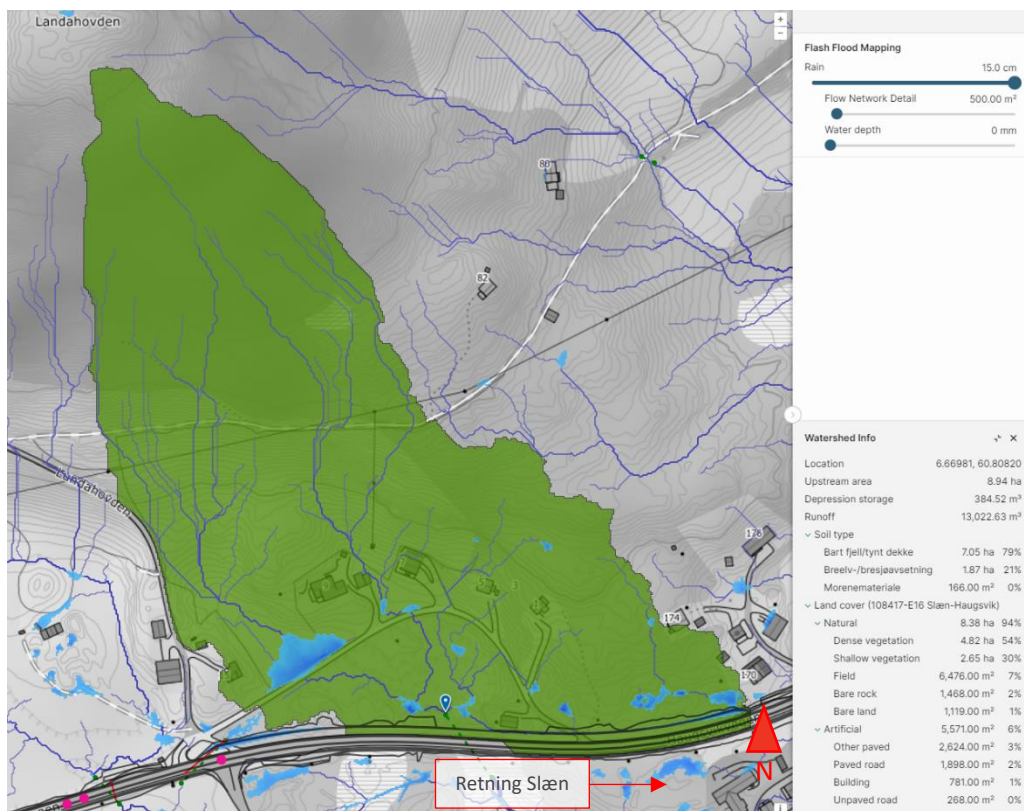 Landahovden
+
−
80
82
Lundahovden
176
174
170
3
N
Retning Slæn
Flash Flood Mapping
Rain 15.0 cm
Flow Network Detail 500.00 m²
Water depth 0 mm
Watershed Info
Location 6.66981, 60.80820
Upstream area 8.94 ha
Depression storage 384.52 m³
Runoff 13,022.63 m³
Soil type
Bart fjell/tynt dekke 7.05 ha 79%
Breelv-/bresjøavsetning 1.87 ha 21%
Morenemateriale 166.00 m² 0%
Land cover (108417-E16 Slæn-Haugsvik)
Natural 8.38 ha 94%
Dense vegetation 4.82 ha 54%
Shallow vegetation 2.65 ha 30%
Field 6,476.00 m² 7%
Bare rock 1,468.00 m² 2%
Bare land 1,119.00 m² 1%
Artificial 5,571.00 m² 6%
Other paved 2,624.00 m² 3%
Paved road 1,898.00 m² 2%
Building 781.00 m² 1%
Unpaved road 268.00 m² 0%